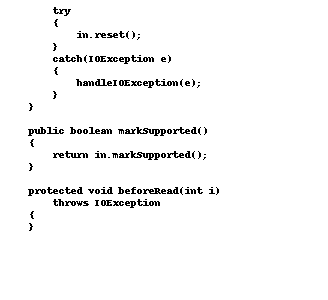 try
{
in.reset();
}
catch(IOException e)
{
handleIOException(e);
}
}
public boolean markSupported()
{
return in.markSupported();
}
protected void beforeRead(int i)
throws IOException
{
}